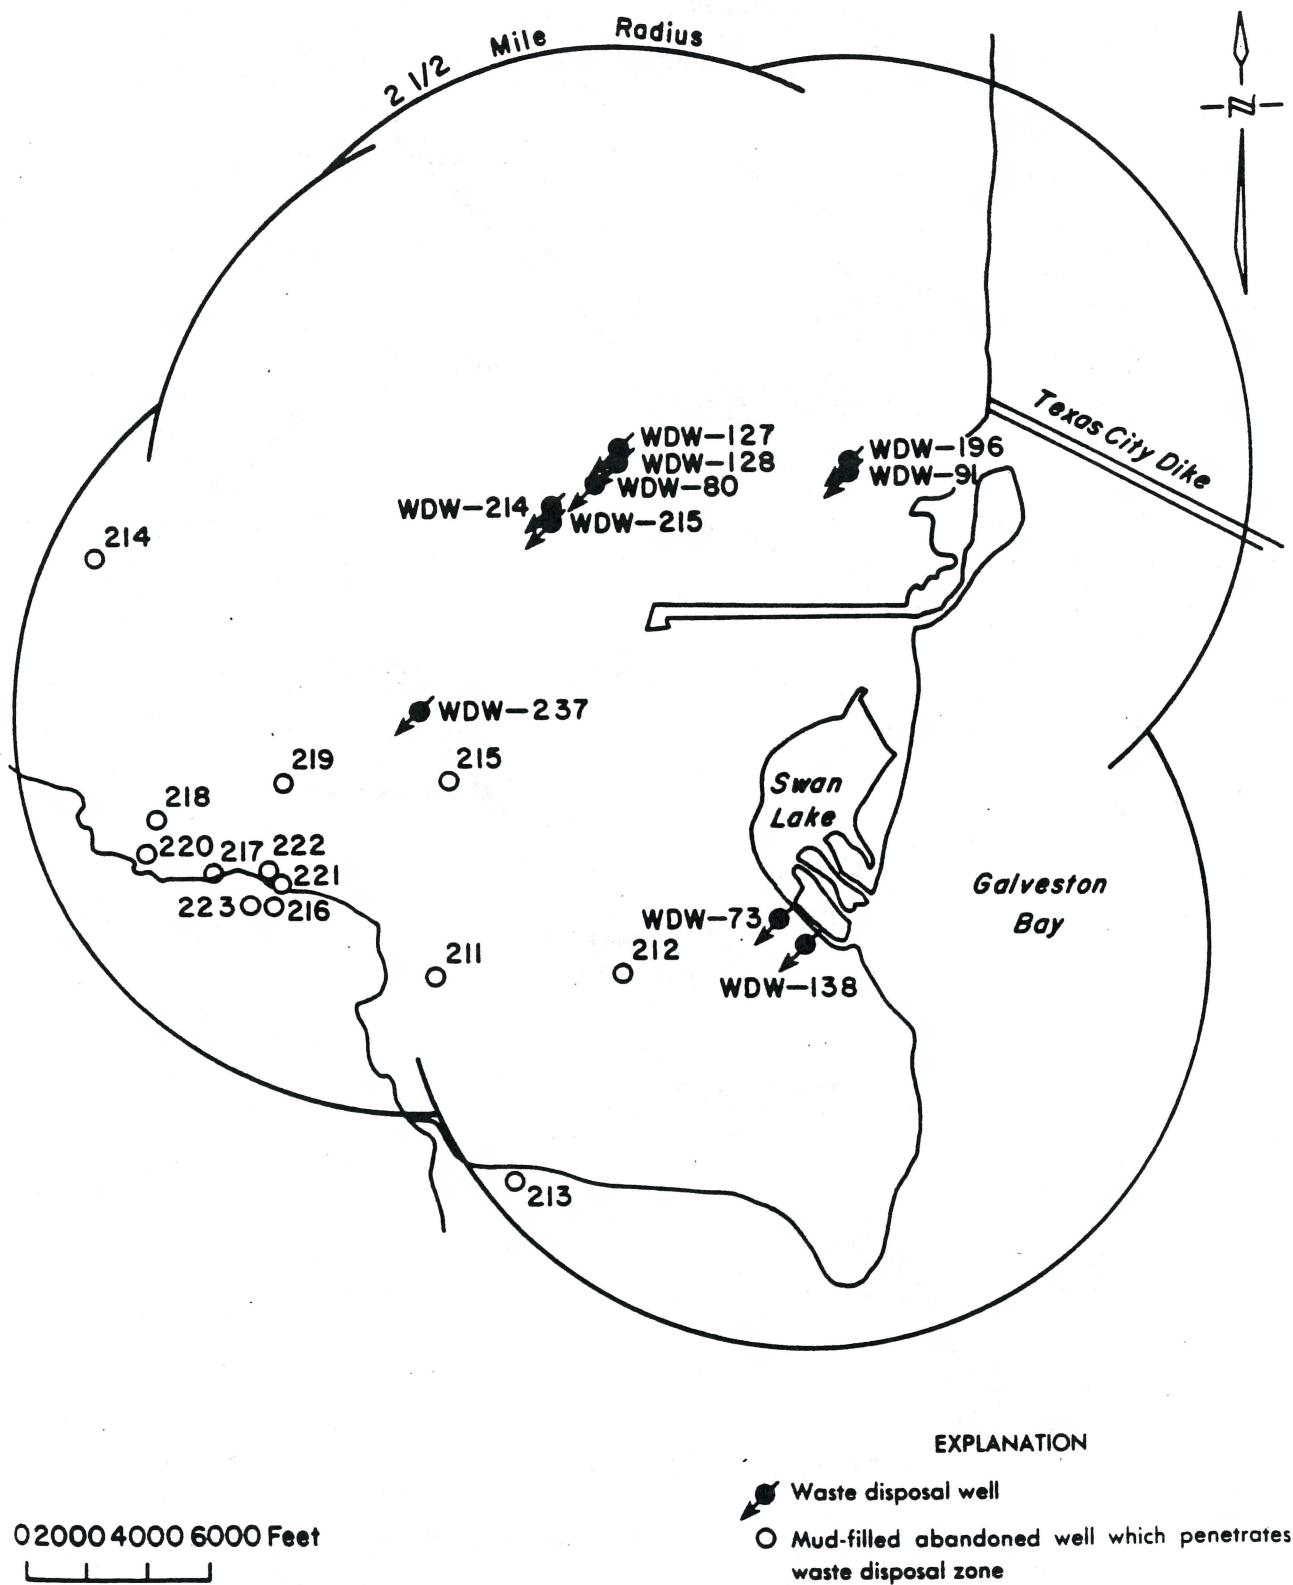 2 1/2 Mile Radius
N
Texas City Dike
WDW-127
WDW-128
WDW-80
WDW-214
WDW-215
WDW-196
WDW-91
214
WDW-237
219
215
218
220
217
222
221
223
216
Swan
Lake
Galveston
Bay
WDW-73
WDW-138
211
212
213
EXPLANATION
Waste disposal well
Mud-filled abandoned well which penetrates
waste disposal zone
0 2000 4000 6000 Feet